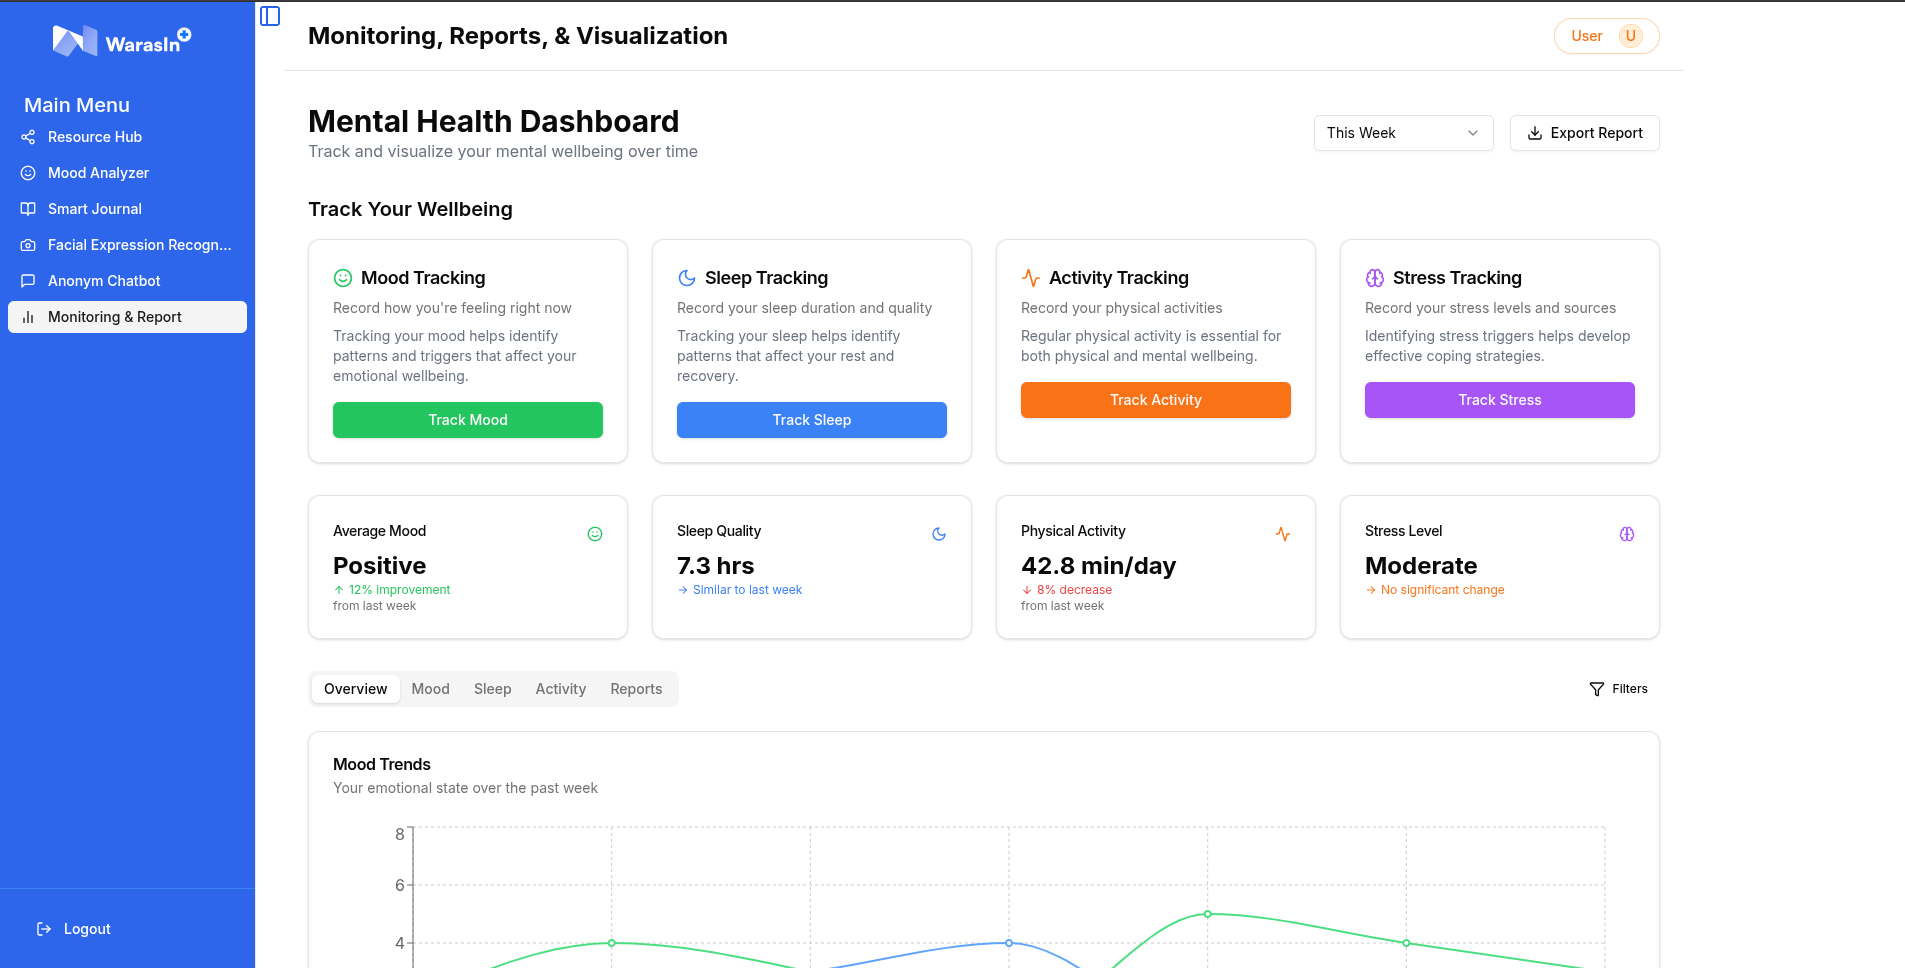 WarasIn
Main Menu
Resource Hub
Mood Analyzer
Smart Journal
Facial Expression Recogn...
Anonym Chatbot
Monitoring & Report
Logout
Monitoring, Reports, & Visualization
User
U
Mental Health Dashboard
Track and visualize your mental wellbeing over time
This Week
Export Report
Track Your Wellbeing
Mood Tracking
Record how you're feeling right now
Tracking your mood helps identify
patterns and triggers that affect your
emotional wellbeing.
Track Mood
Sleep Tracking
Record your sleep duration and quality
Tracking your sleep helps identify
patterns that affect your rest and
recovery.
Track Sleep
Activity Tracking
Record your physical activities
Regular physical activity is essential for
both physical and mental wellbeing.
Track Activity
Stress Tracking
Record your stress levels and sources
Identifying stress triggers helps develop
effective coping strategies.
Track Stress
Average Mood
Positive
↑ 12% improvement
from last week
Sleep Quality
7.3 hrs
→ Similar to last week
Physical Activity
42.8 min/day
↓ 8% decrease
from last week
Stress Level
Moderate
→ No significant change
Overview
Mood
Sleep
Activity
Reports
Filters
Mood Trends
Your emotional state over the past week
8
6
4